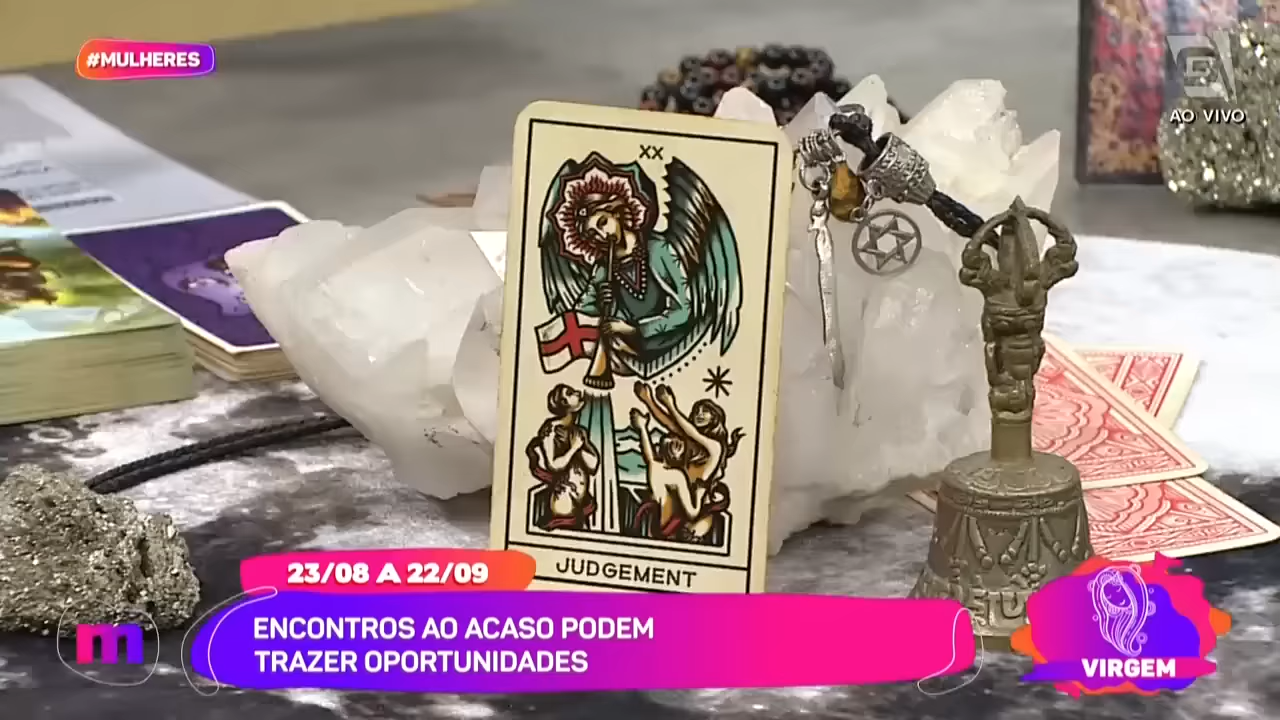 #MULHERES
AO VIVO
XX
JUDGEMENT
23/08 A 22/09
ENCONTROS AO ACASO PODEM
TRAZER OPORTUNIDADES
m
VIRGEM